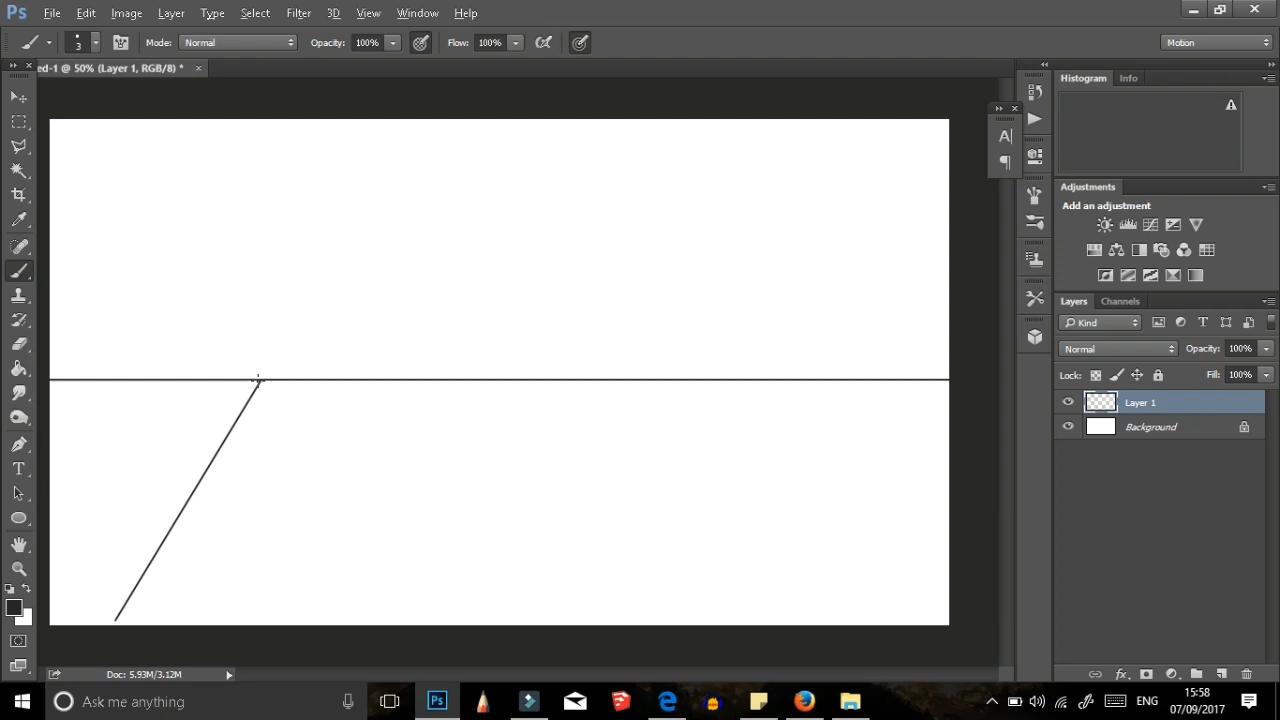 Ps File Edit Image Layer Type Select Filter 3D View Window Help
3 Mode: Normal Opacity: 100% Flow: 100% Motion
ed-1 @ 50% (Layer 1, RGB/8) * ×
Histogram Info
A
¶
Adjustments
Add an adjustment
Layers Channels
Kind T
Normal Opacity: 100%
Lock: Fill: 100%
Layer 1
Background
T
fx
Doc: 5.93M/3.12M
Ask me anything Ps ENG 15:58
07/09/2017